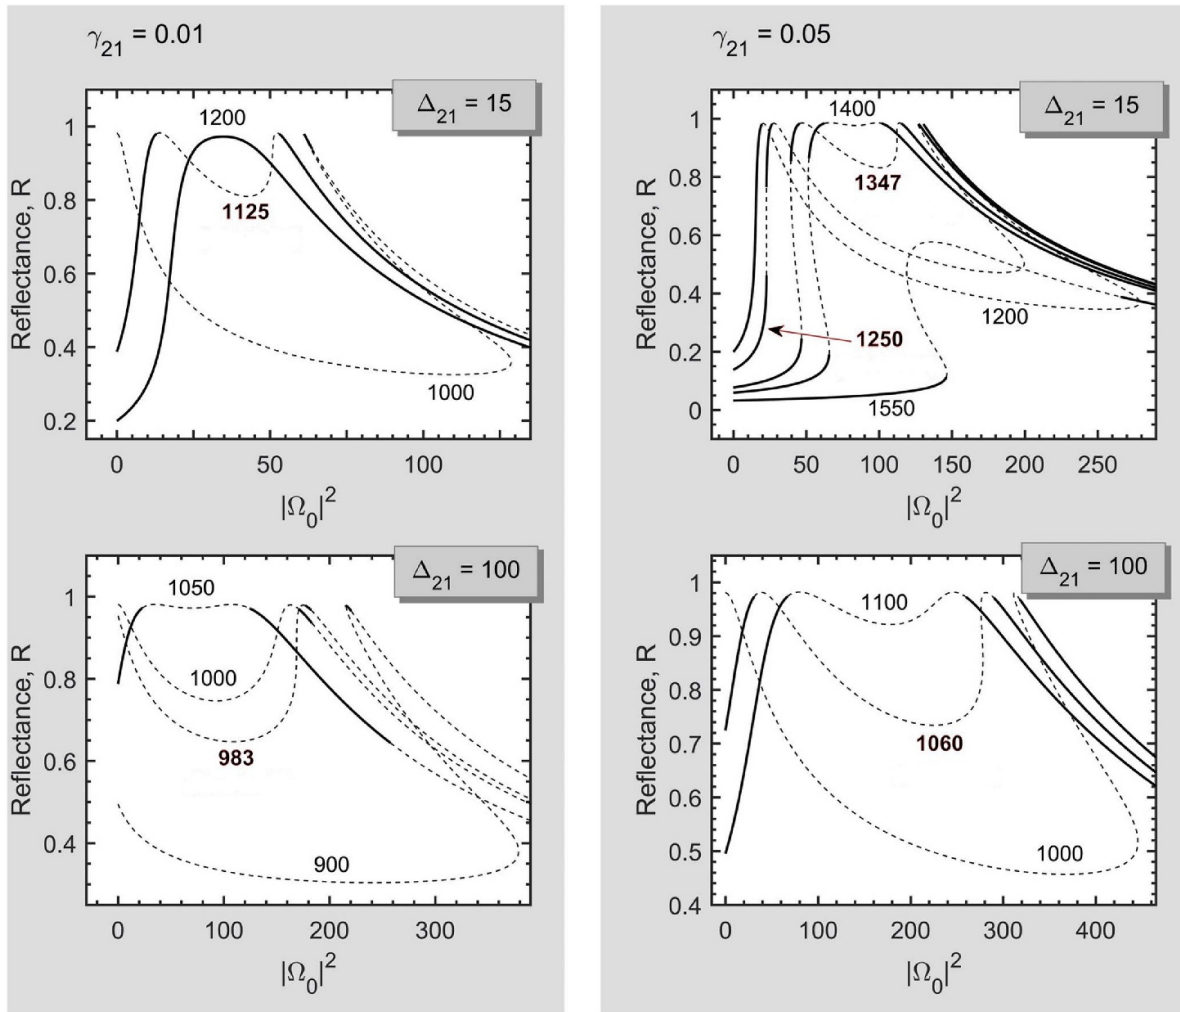 γ21 = 0.01
Δ21 = 15
Reflectance, R
1
0.8
0.6
0.4
0.2
1200
1125
1000
0 50 100
|Ω0|²
Δ21 = 100
Reflectance, R
1
0.8
0.6
0.4
1050
1000
983
900
0 100 200 300
|Ω0|²
γ21 = 0.05
Δ21 = 15
Reflectance, R
1
0.8
0.6
0.4
0.2
0
1400
1347
1200
1250
1550
0 50 100 150 200 250
|Ω0|²
Δ21 = 100
Reflectance, R
1
0.9
0.8
0.7
0.6
0.5
0.4
1100
1060
1000
0 100 200 300 400
|Ω0|²